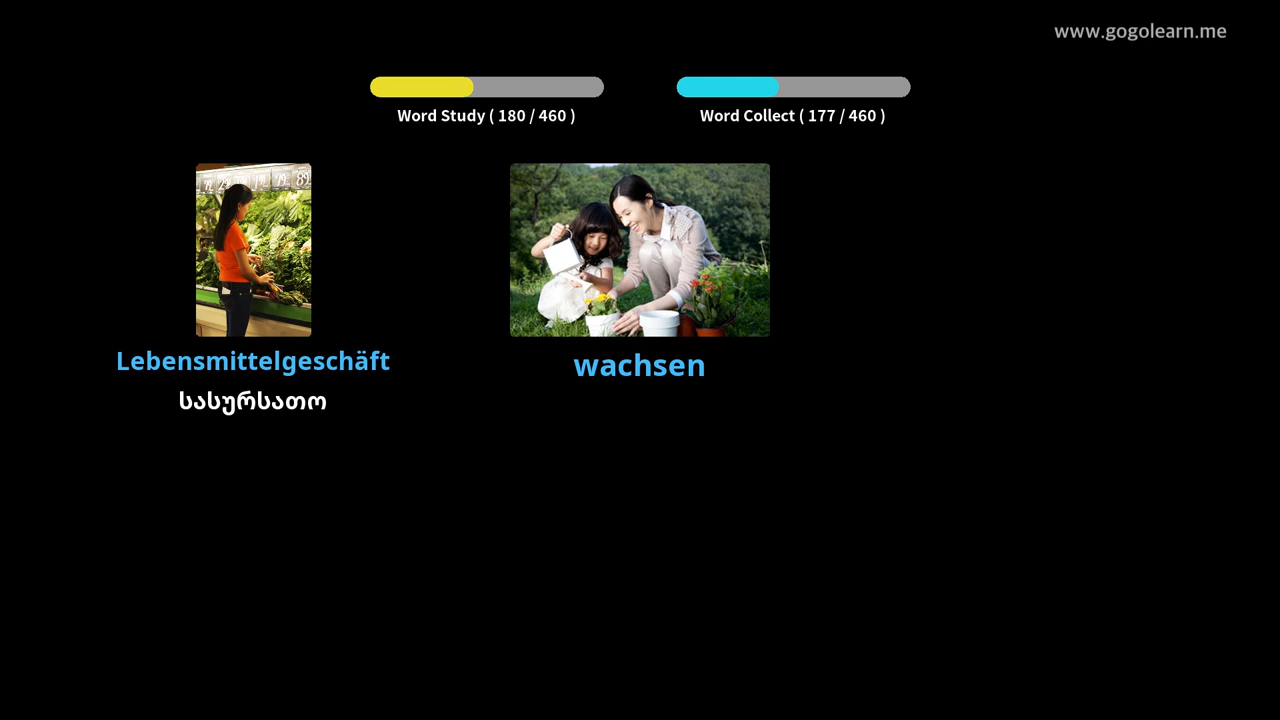 www.gogolearn.me
Word Study ( 180 / 460 )
Word Collect ( 177 / 460 )
Lebensmittelgeschäft
wachsen
სასურსათო